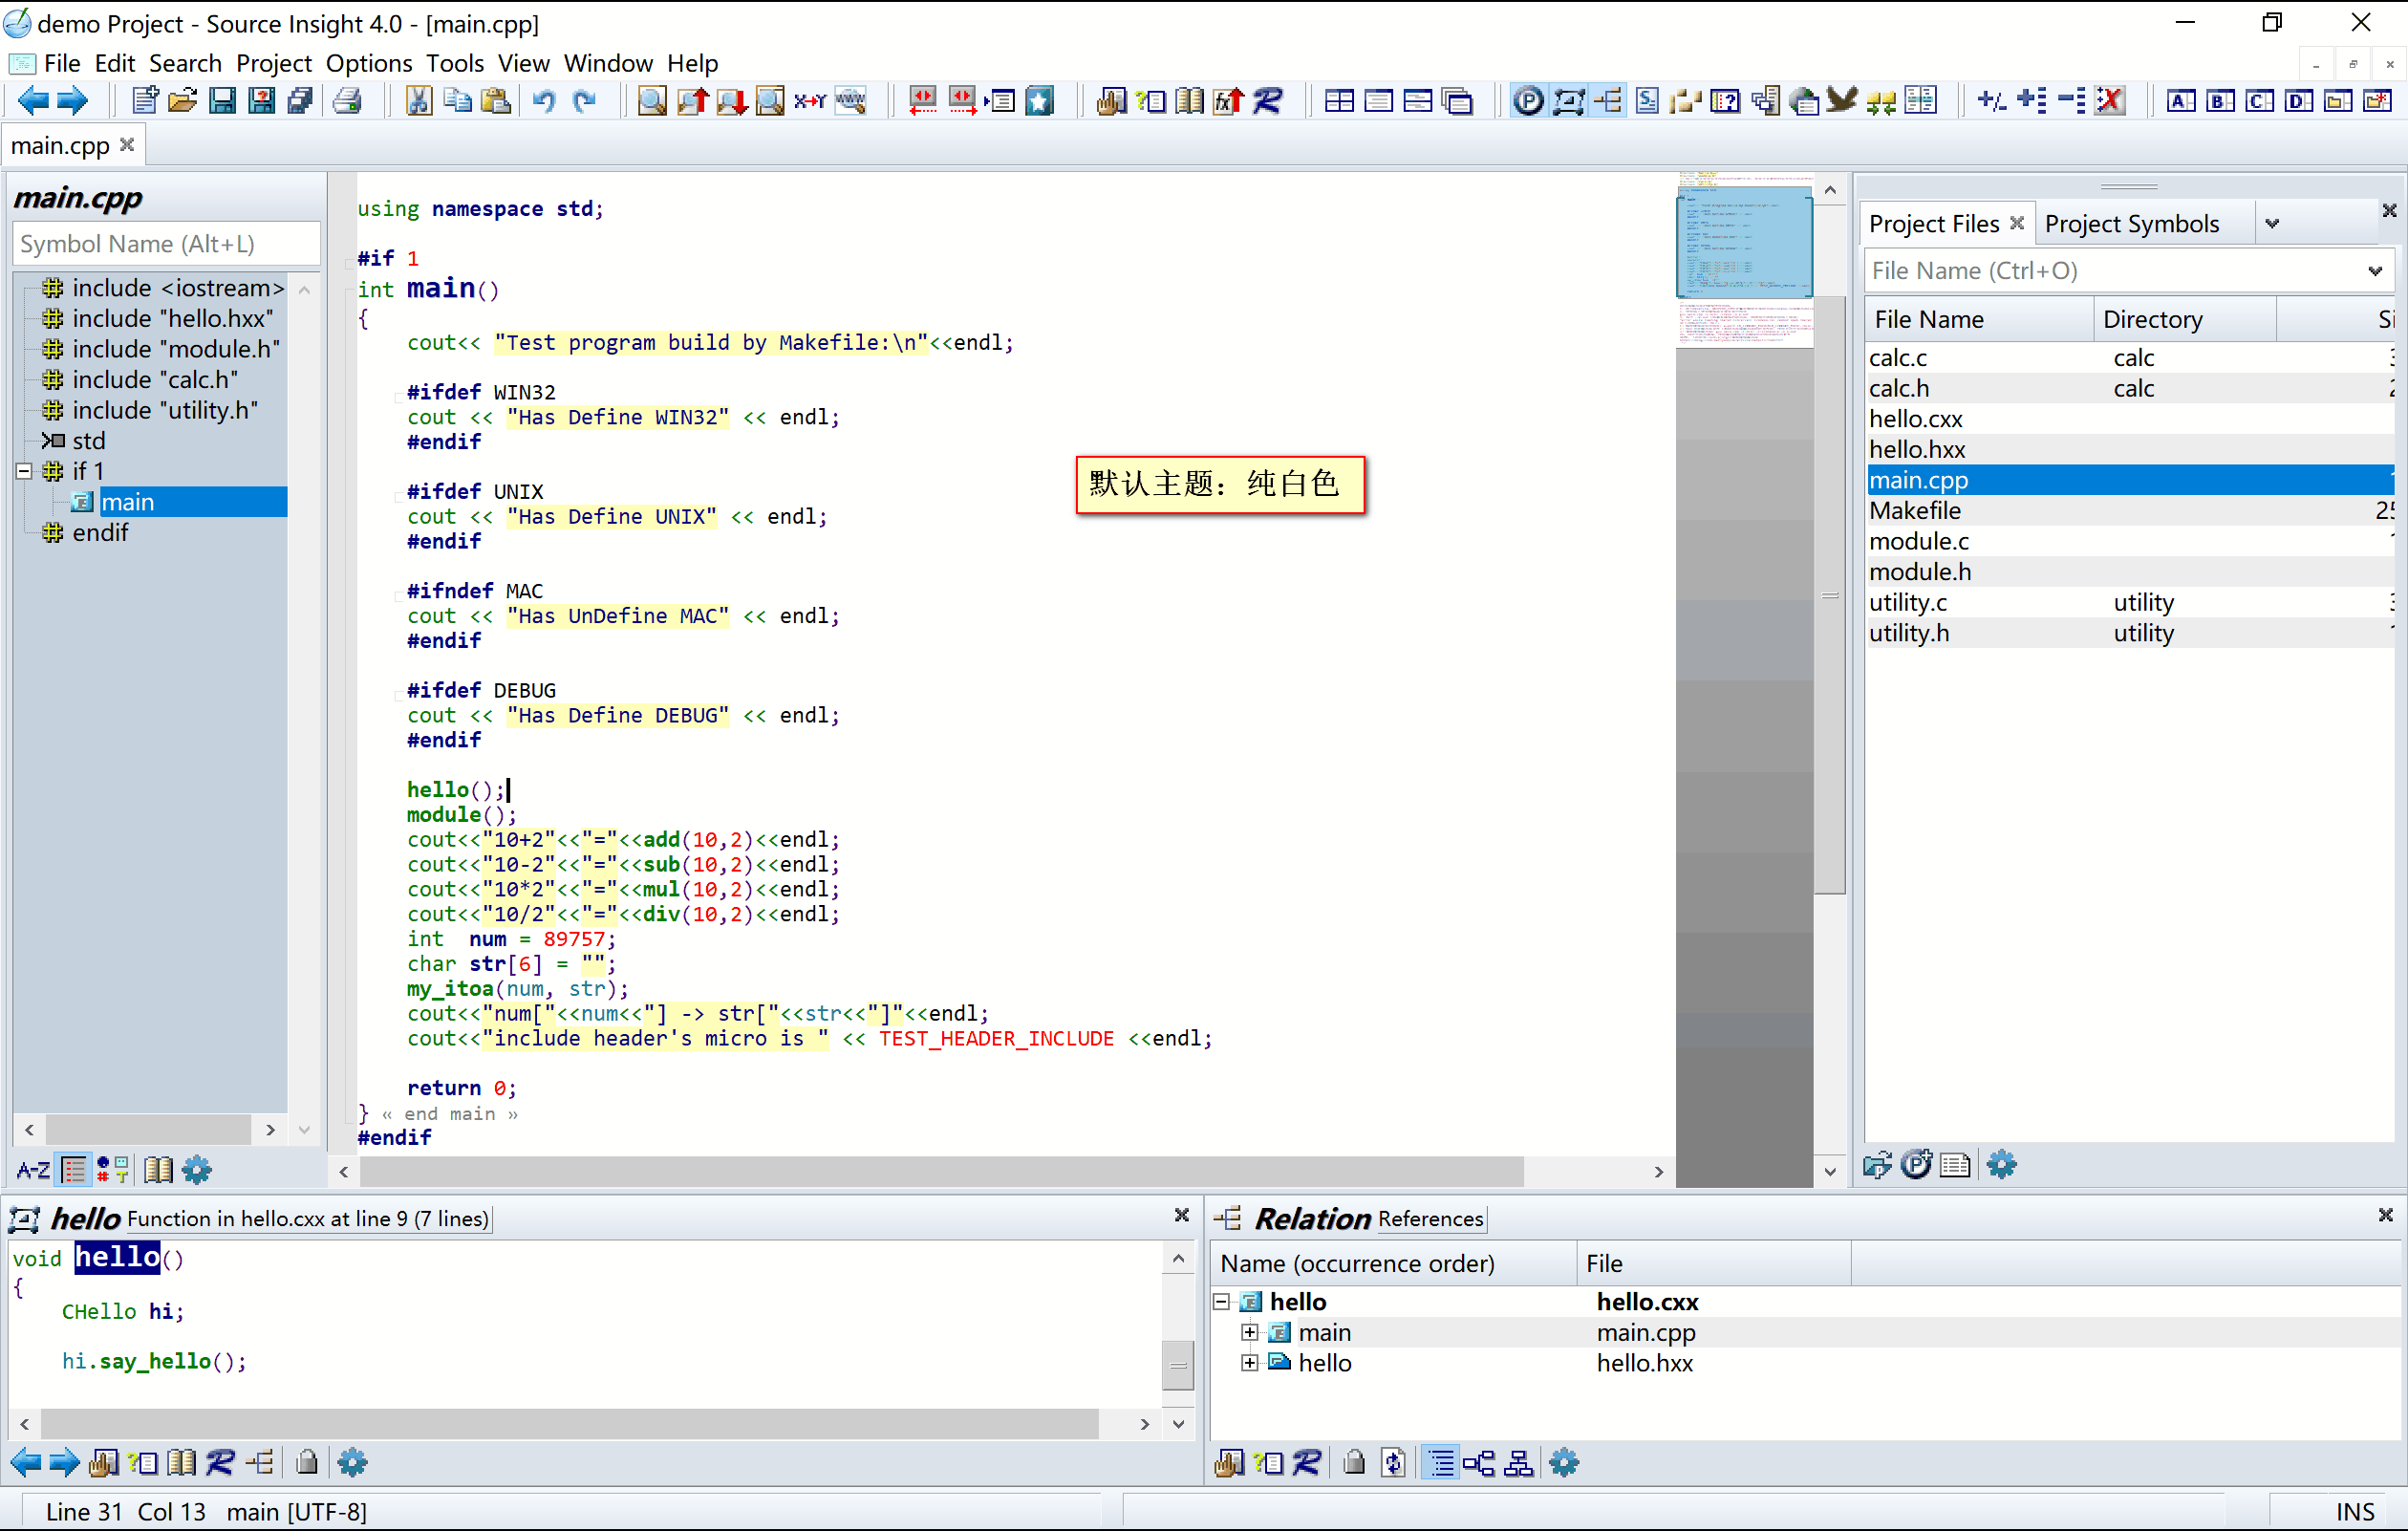 demo Project - Source Insight 4.0 - [main.cpp]
File Edit Search Project Options Tools View Window Help
main.cpp
main.cpp
Symbol Name (Alt+L)
include <iostream>
include "hello.hxx"
include "module.h"
include "calc.h"
include "utility.h"
std
if 1
main
endif
A-Z
using namespace std;
#if 1
int main()
{
cout<< "Test program build by Makefile:\n"<<endl;
#ifdef WIN32
cout << "Has Define WIN32" << endl;
#endif
#ifdef UNIX
cout << "Has Define UNIX" << endl;
#endif
#ifndef MAC
cout << "Has UnDefine MAC" << endl;
#endif
#ifdef DEBUG
cout << "Has Define DEBUG" << endl;
#endif
hello();
module();
cout<<"10+2"<<"="<<add(10,2)<<endl;
cout<<"10-2"<<"="<<sub(10,2)<<endl;
cout<<"10*2"<<"="<<mul(10,2)<<endl;
cout<<"10/2"<<"="<<div(10,2)<<endl;
int  num = 89757;
char str[6] = "";
my_itoa(num, str);
cout<<"num["<<num<<"] -> str["<<str<<"]"<<endl;
cout<<"include header's micro is " << TEST_HEADER_INCLUDE <<endl;
return 0;
} « end main »
#endif
默认主题：纯白色
Project Files Project Symbols
File Name (Ctrl+O)
File Name Directory Si
calc.c calc
calc.h calc
hello.cxx
hello.hxx
main.cpp
Makefile
module.c
module.h
utility.c utility
utility.h utility
hello Function in hello.cxx at line 9 (7 lines)
void hello()
{
CHello hi;
hi.say_hello();
Relation References
Name (occurrence order) File
hello hello.cxx
main main.cpp
hello hello.hxx
Line 31 Col 13 main [UTF-8]
INS